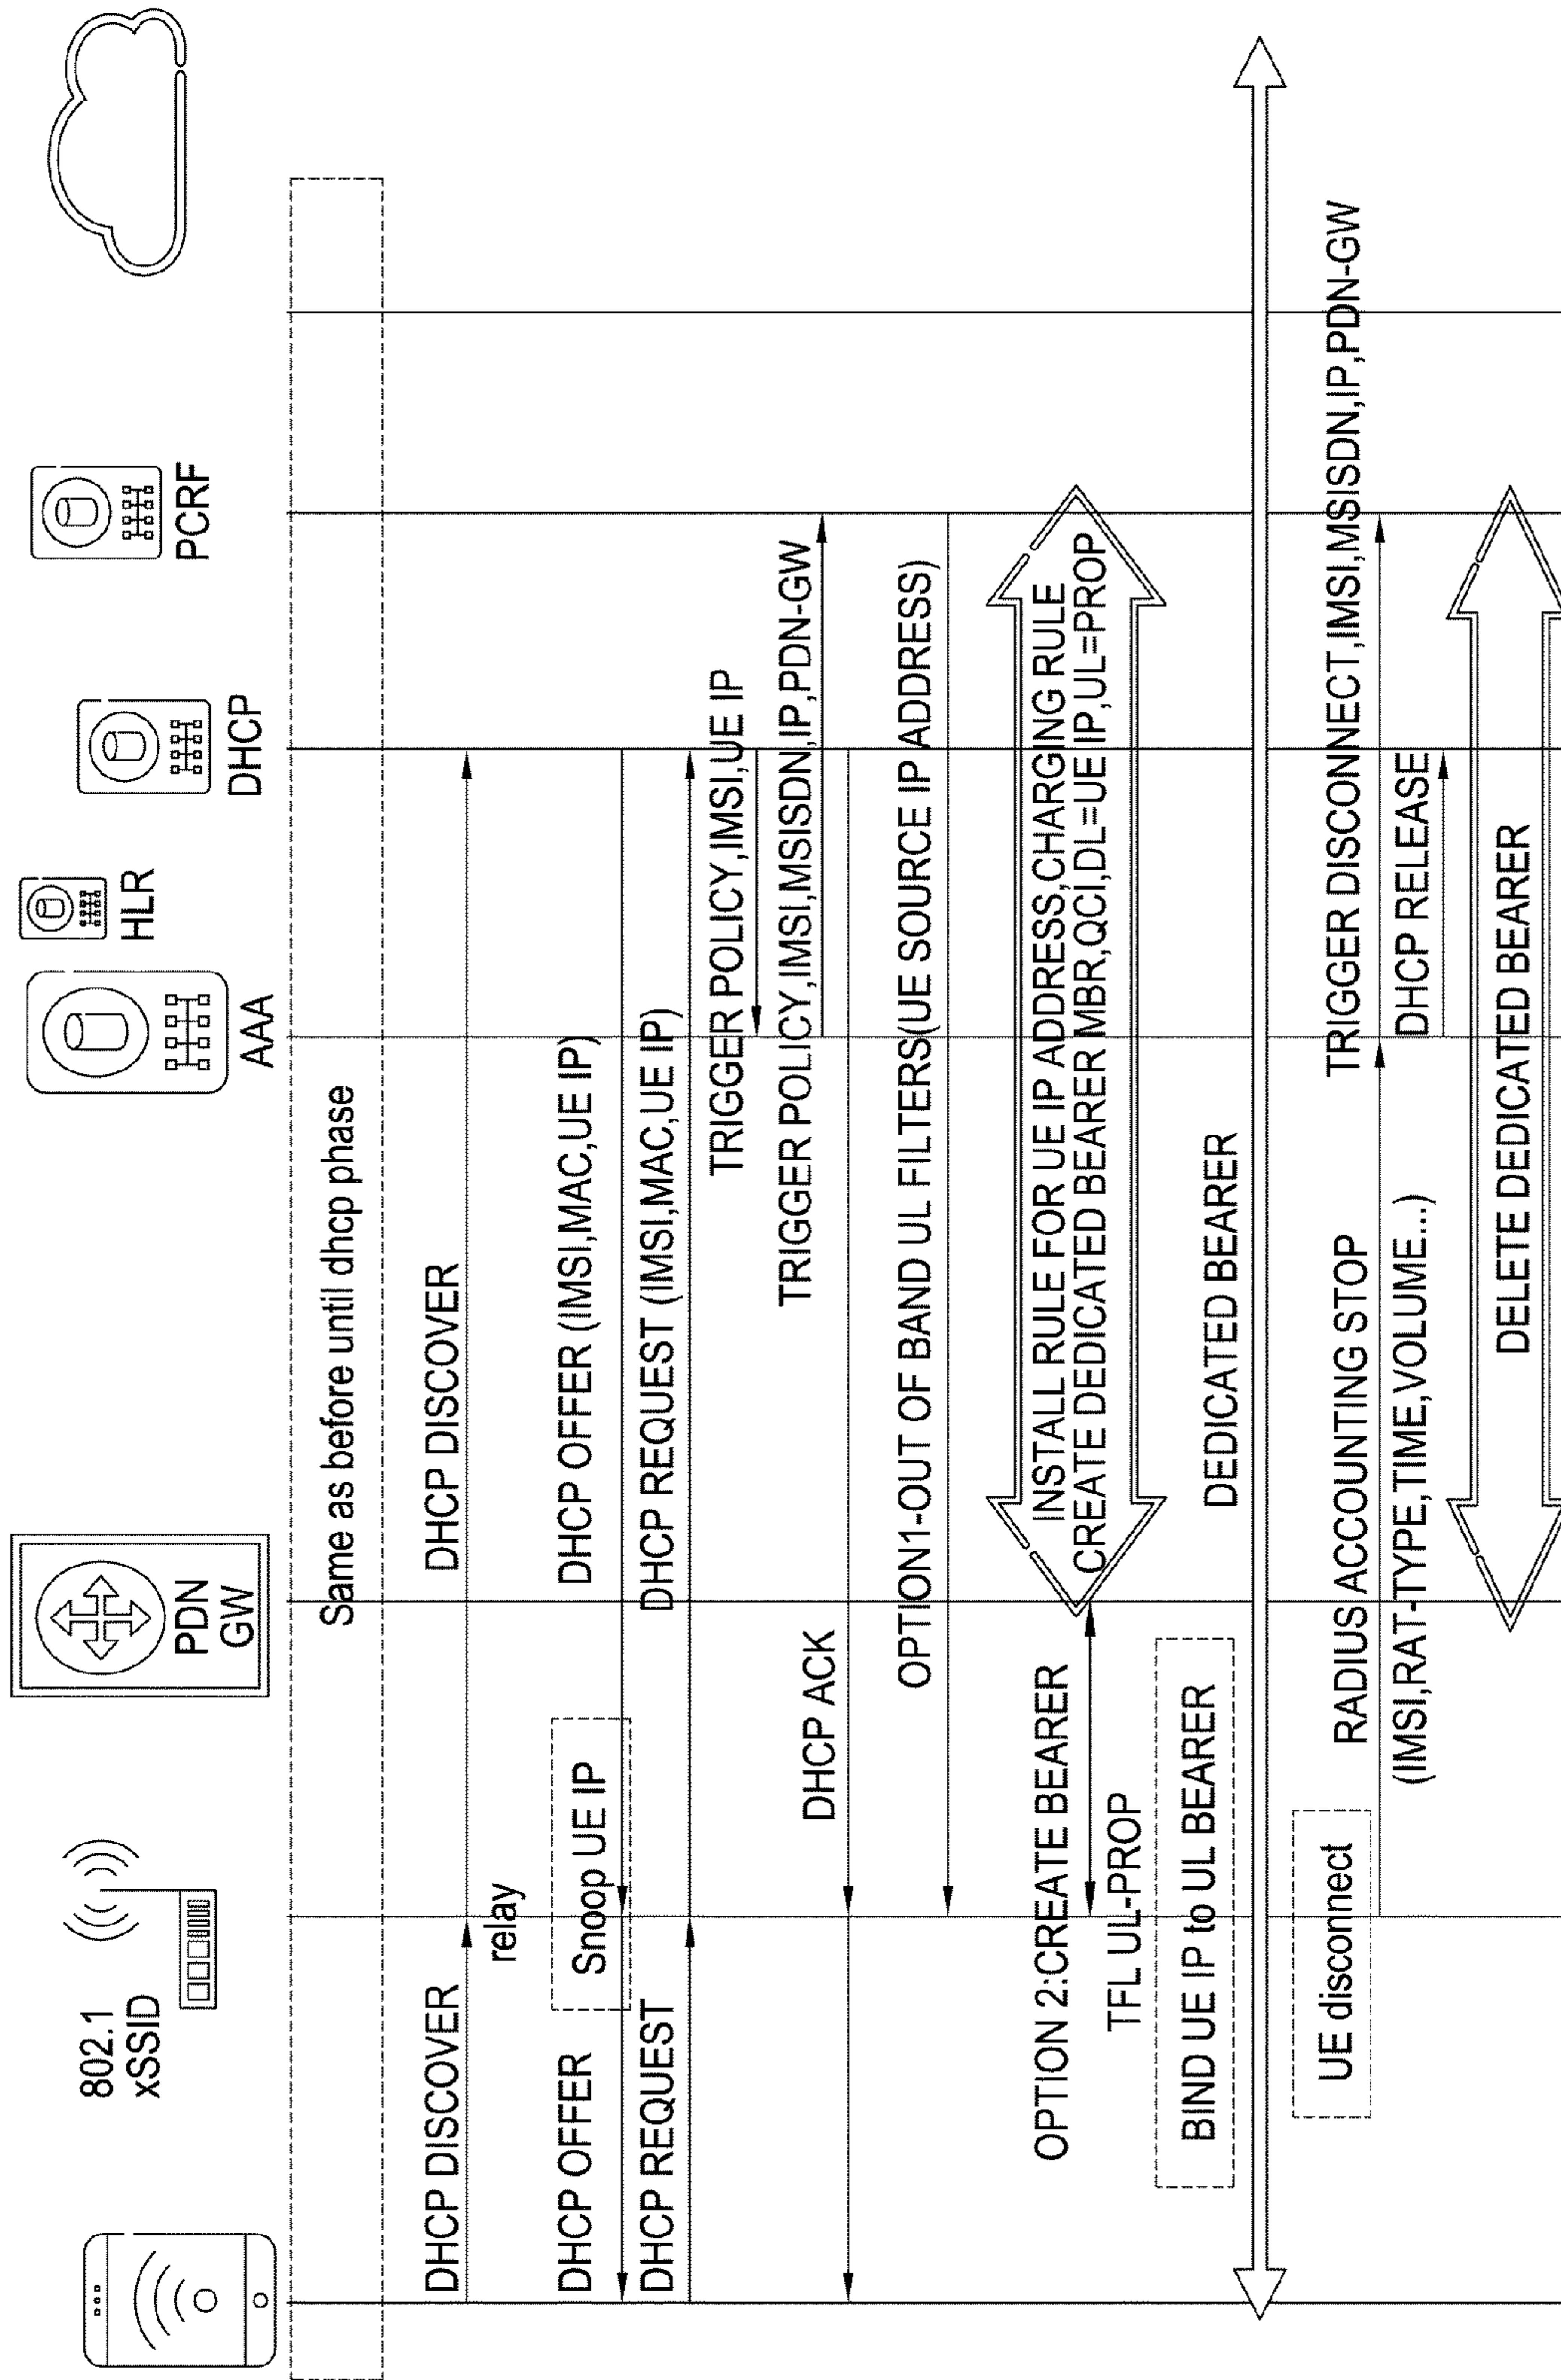 802.1
xSSID
PDN
GW
AAA
HLR
DHCP
PCRF
Same as before until dhcp phase
DHCP DISCOVER
DHCP DISCOVER
relay
DHCP OFFER
Snoop UE IP
DHCP OFFER (IMSI,MAC,UE IP)
DHCP REQUEST
DHCP REQUEST (IMSI,MAC,UE IP)
TRIGGER POLICY,IMSI,UE IP
TRIGGER POLICY,IMSI,MSISDN,IP,PDN-GW
DHCP ACK
OPTION1-OUT OF BAND UL FILTERS(UE SOURCE IP ADDRESS)
OPTION 2:CREATE BEARER
TFL UL-PROP
INSTALL RULE FOR UE IP ADDRESS,CHARGING RULE
CREATE DEDICATED BEARER MBR,QCI,DL=UE IP,UL=PROP
BIND UE IP to UL BEARER
DEDICATED BEARER
UE disconnect
RADIUS ACCOUNTING STOP
(IMSI,RAT-TYPE,TIME,VOLUME...)
TRIGGER DISCONNECT,IMSI,MSISDN,IP,PDN-GW
DHCP RELEASE
DELETE DEDICATED BEARER